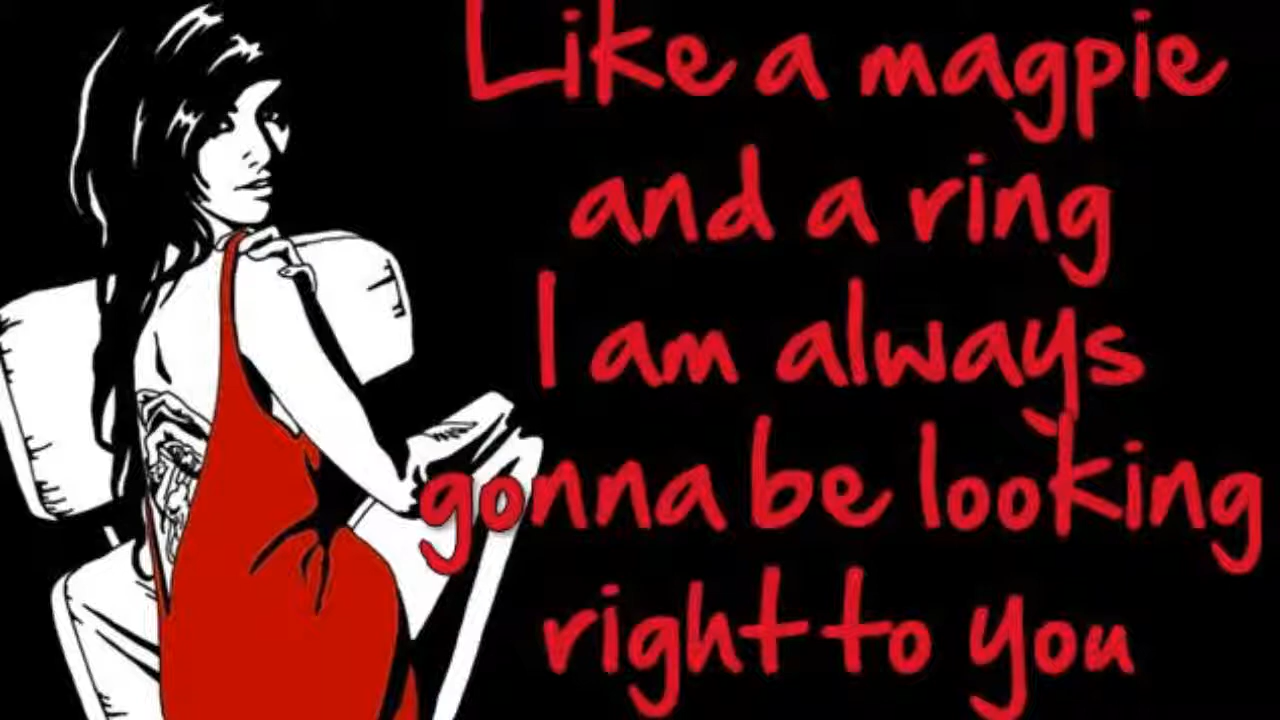 Like a magpie
and a ring
I am always
gonna be looking
right to you